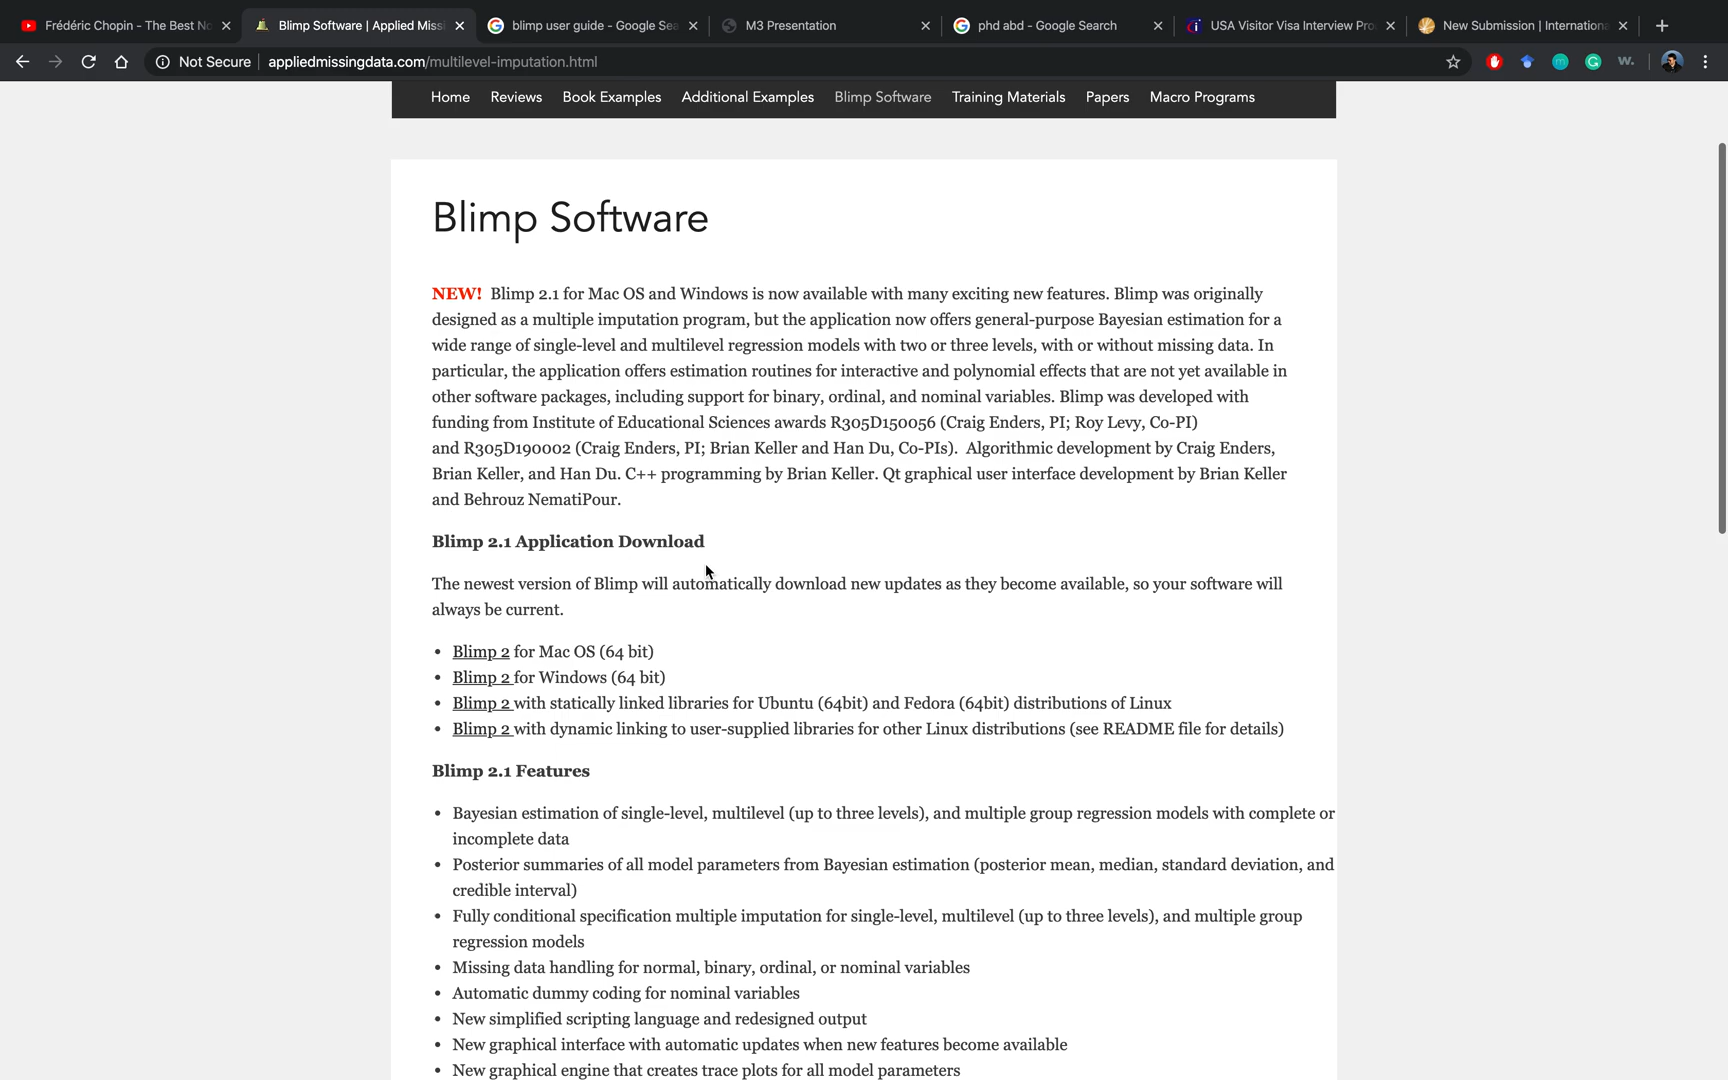 Frédéric Chopin - The Best No
Blimp Software | Applied Missi
blimp user guide - Google Sea
M3 Presentation
phd abd - Google Search
USA Visitor Visa Interview Pro
New Submission | Internationa
Not Secure | appliedmissingdata.com/multilevel-imputation.html
Home Reviews Book Examples Additional Examples Blimp Software Training Materials Papers Macro Programs
Blimp Software
NEW! Blimp 2.1 for Mac OS and Windows is now available with many exciting new features. Blimp was originally
designed as a multiple imputation program, but the application now offers general-purpose Bayesian estimation for a
wide range of single-level and multilevel regression models with two or three levels, with or without missing data. In
particular, the application offers estimation routines for interactive and polynomial effects that are not yet available in
other software packages, including support for binary, ordinal, and nominal variables. Blimp was developed with
funding from Institute of Educational Sciences awards R305D150056 (Craig Enders, PI; Roy Levy, Co-PI)
and R305D190002 (Craig Enders, PI; Brian Keller and Han Du, Co-PIs). Algorithmic development by Craig Enders,
Brian Keller, and Han Du. C++ programming by Brian Keller. Qt graphical user interface development by Brian Keller
and Behrouz NematiPour.
Blimp 2.1 Application Download
The newest version of Blimp will automatically download new updates as they become available, so your software will
always be current.
• Blimp 2 for Mac OS (64 bit)
• Blimp 2 for Windows (64 bit)
• Blimp 2 with statically linked libraries for Ubuntu (64bit) and Fedora (64bit) distributions of Linux
• Blimp 2 with dynamic linking to user-supplied libraries for other Linux distributions (see README file for details)
Blimp 2.1 Features
• Bayesian estimation of single-level, multilevel (up to three levels), and multiple group regression models with complete or
incomplete data
• Posterior summaries of all model parameters from Bayesian estimation (posterior mean, median, standard deviation, and
credible interval)
• Fully conditional specification multiple imputation for single-level, multilevel (up to three levels), and multiple group
regression models
• Missing data handling for normal, binary, ordinal, or nominal variables
• Automatic dummy coding for nominal variables
• New simplified scripting language and redesigned output
• New graphical interface with automatic updates when new features become available
• New graphical engine that creates trace plots for all model parameters